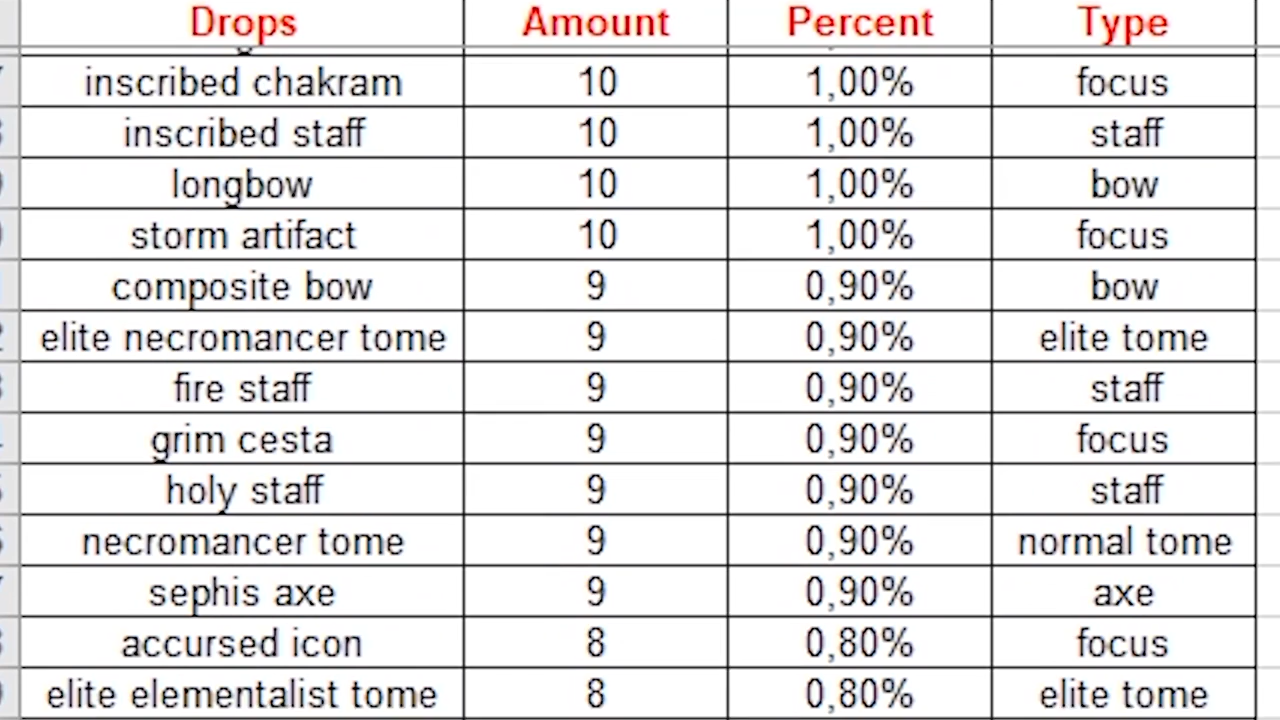 Drops Amount Percent Type
inscribed chakram 10 1,00% focus
inscribed staff 10 1,00% staff
longbow 10 1,00% bow
storm artifact 10 1,00% focus
composite bow 9 0,90% bow
elite necromancer tome 9 0,90% elite tome
fire staff 9 0,90% staff
grim cesta 9 0,90% focus
holy staff 9 0,90% staff
necromancer tome 9 0,90% normal tome
sephis axe 9 0,90% axe
accursed icon 8 0,80% focus
elite elementalist tome 8 0,80% elite tome